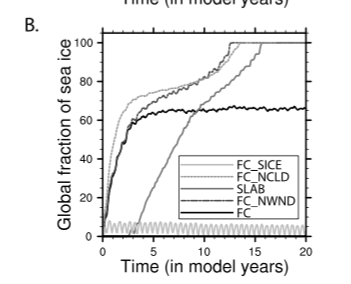 Time (in model years)
B.
Global fraction of sea ice
100
80
60
40
20
0
FC_SICE
FC_NCLD
SLAB
FC_NWND
FC
0 5 10 15 20
Time (in model years)